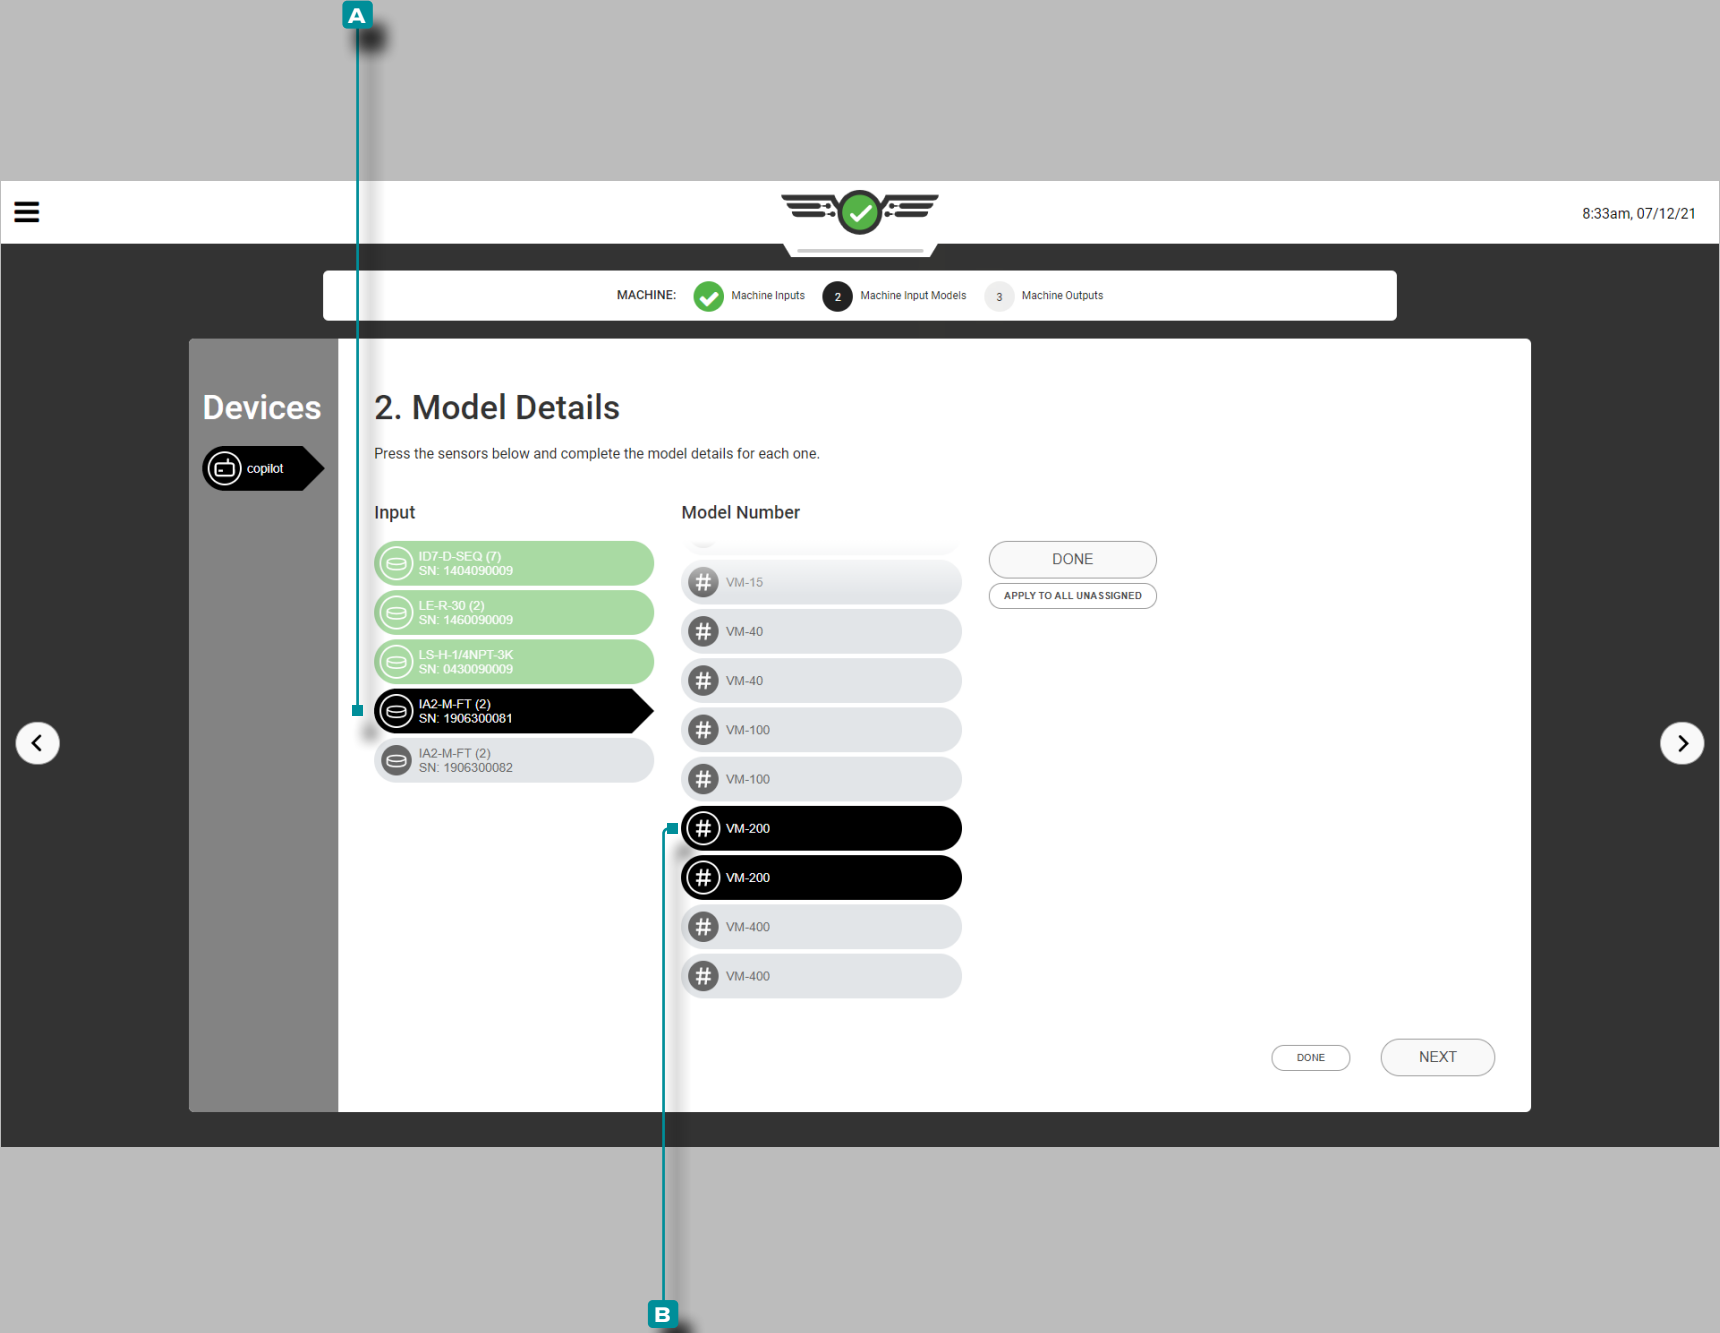 A
8:33am, 07/12/21
MACHINE: Machine Inputs 2 Machine Input Models 3 Machine Outputs
Devices
copilot
2. Model Details
Press the sensors below and complete the model details for each one.
Input
ID7-D-SEQ (7)
SN: 1404090009
LE-R-30 (2)
SN: 1460090009
LS-H-1/4NPT-3K
SN: 0430090009
IA2-M-FT (2)
SN: 1906300081
IA2-M-FT (2)
SN: 1906300082
Model Number
# VM-15
# VM-40
# VM-40
# VM-100
# VM-100
# VM-200
# VM-200
# VM-400
# VM-400
DONE
APPLY TO ALL UNASSIGNED
DONE
NEXT
B